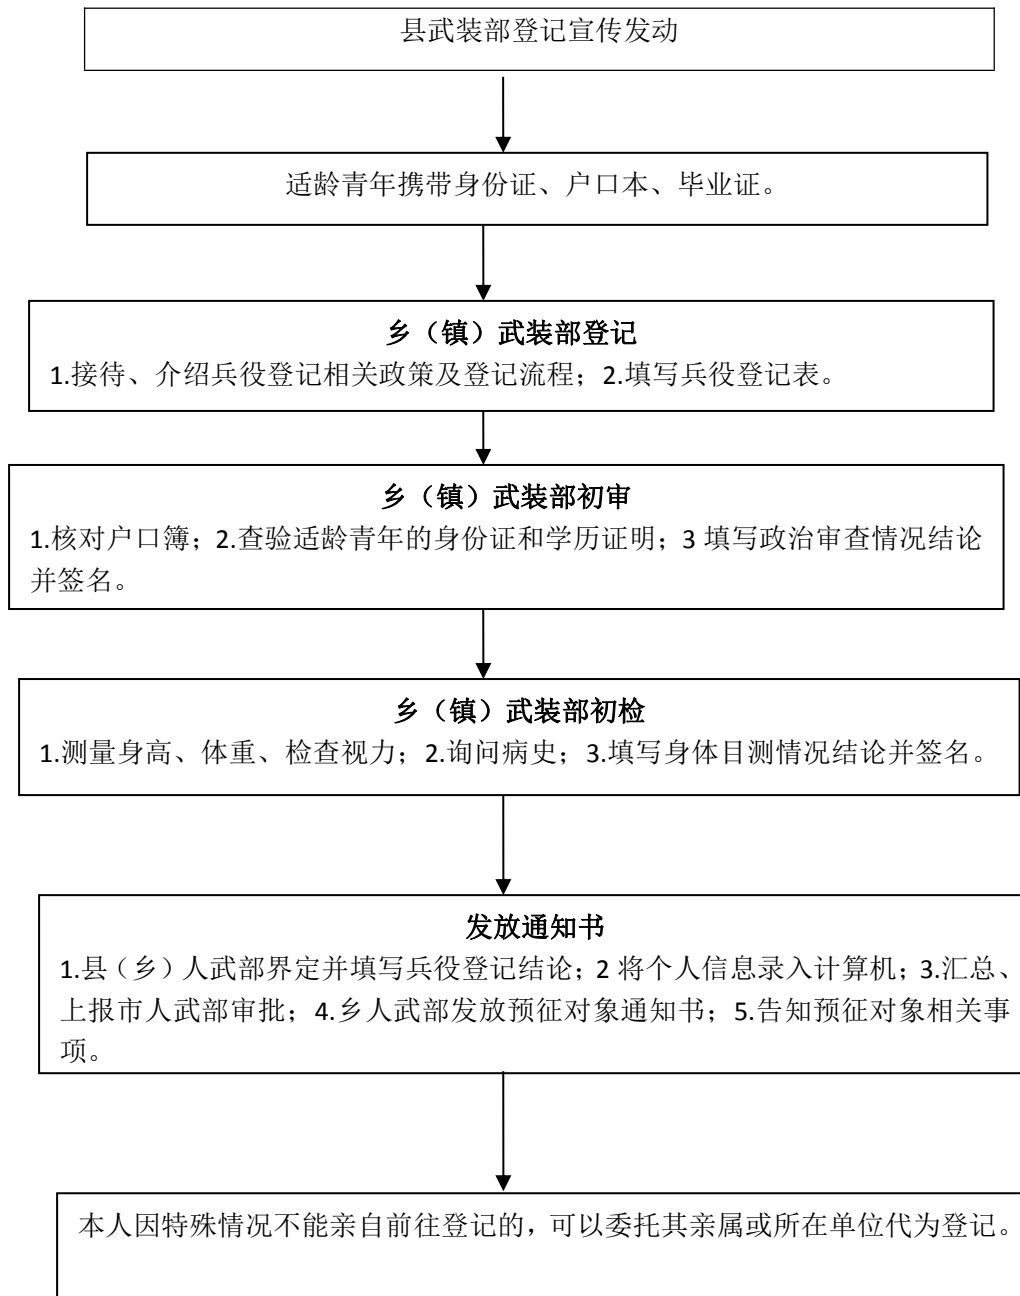 县武装部登记宣传发动
适龄青年携带身份证、户口本、毕业证。
乡（镇）武装部登记
1.接待、介绍兵役登记相关政策及登记流程；2.填写兵役登记表。
乡（镇）武装部初审
1.核对户口簿；2.查验适龄青年的身份证和学历证明；3 填写政治审查情况结论
并签名。
乡（镇）武装部初检
1.测量身高、体重、检查视力；2.询问病史；3.填写身体目测情况结论并签名。
发放通知书
1.县（乡）人武部界定并填写兵役登记结论；2 将个人信息录入计算机；3.汇总、
上报市人武部审批；4.乡人武部发放预征对象通知书；5.告知预征对象相关事
项。
本人因特殊情况不能亲自前往登记的，可以委托其亲属或所在单位代为登记。